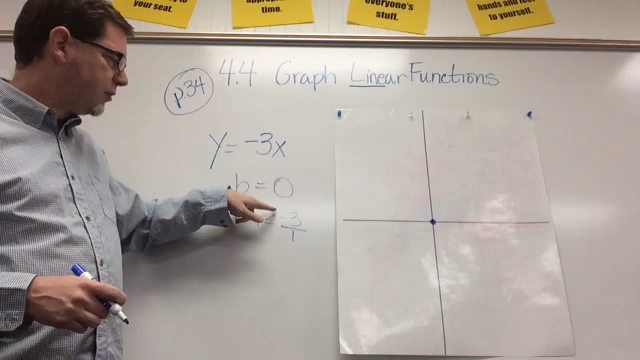 your seat.
time.
everyone's
stuff.
hands and feet
to yourself.
p.34
4.4 Graph Linear Functions
y = -3x
b = 0
= -3
1